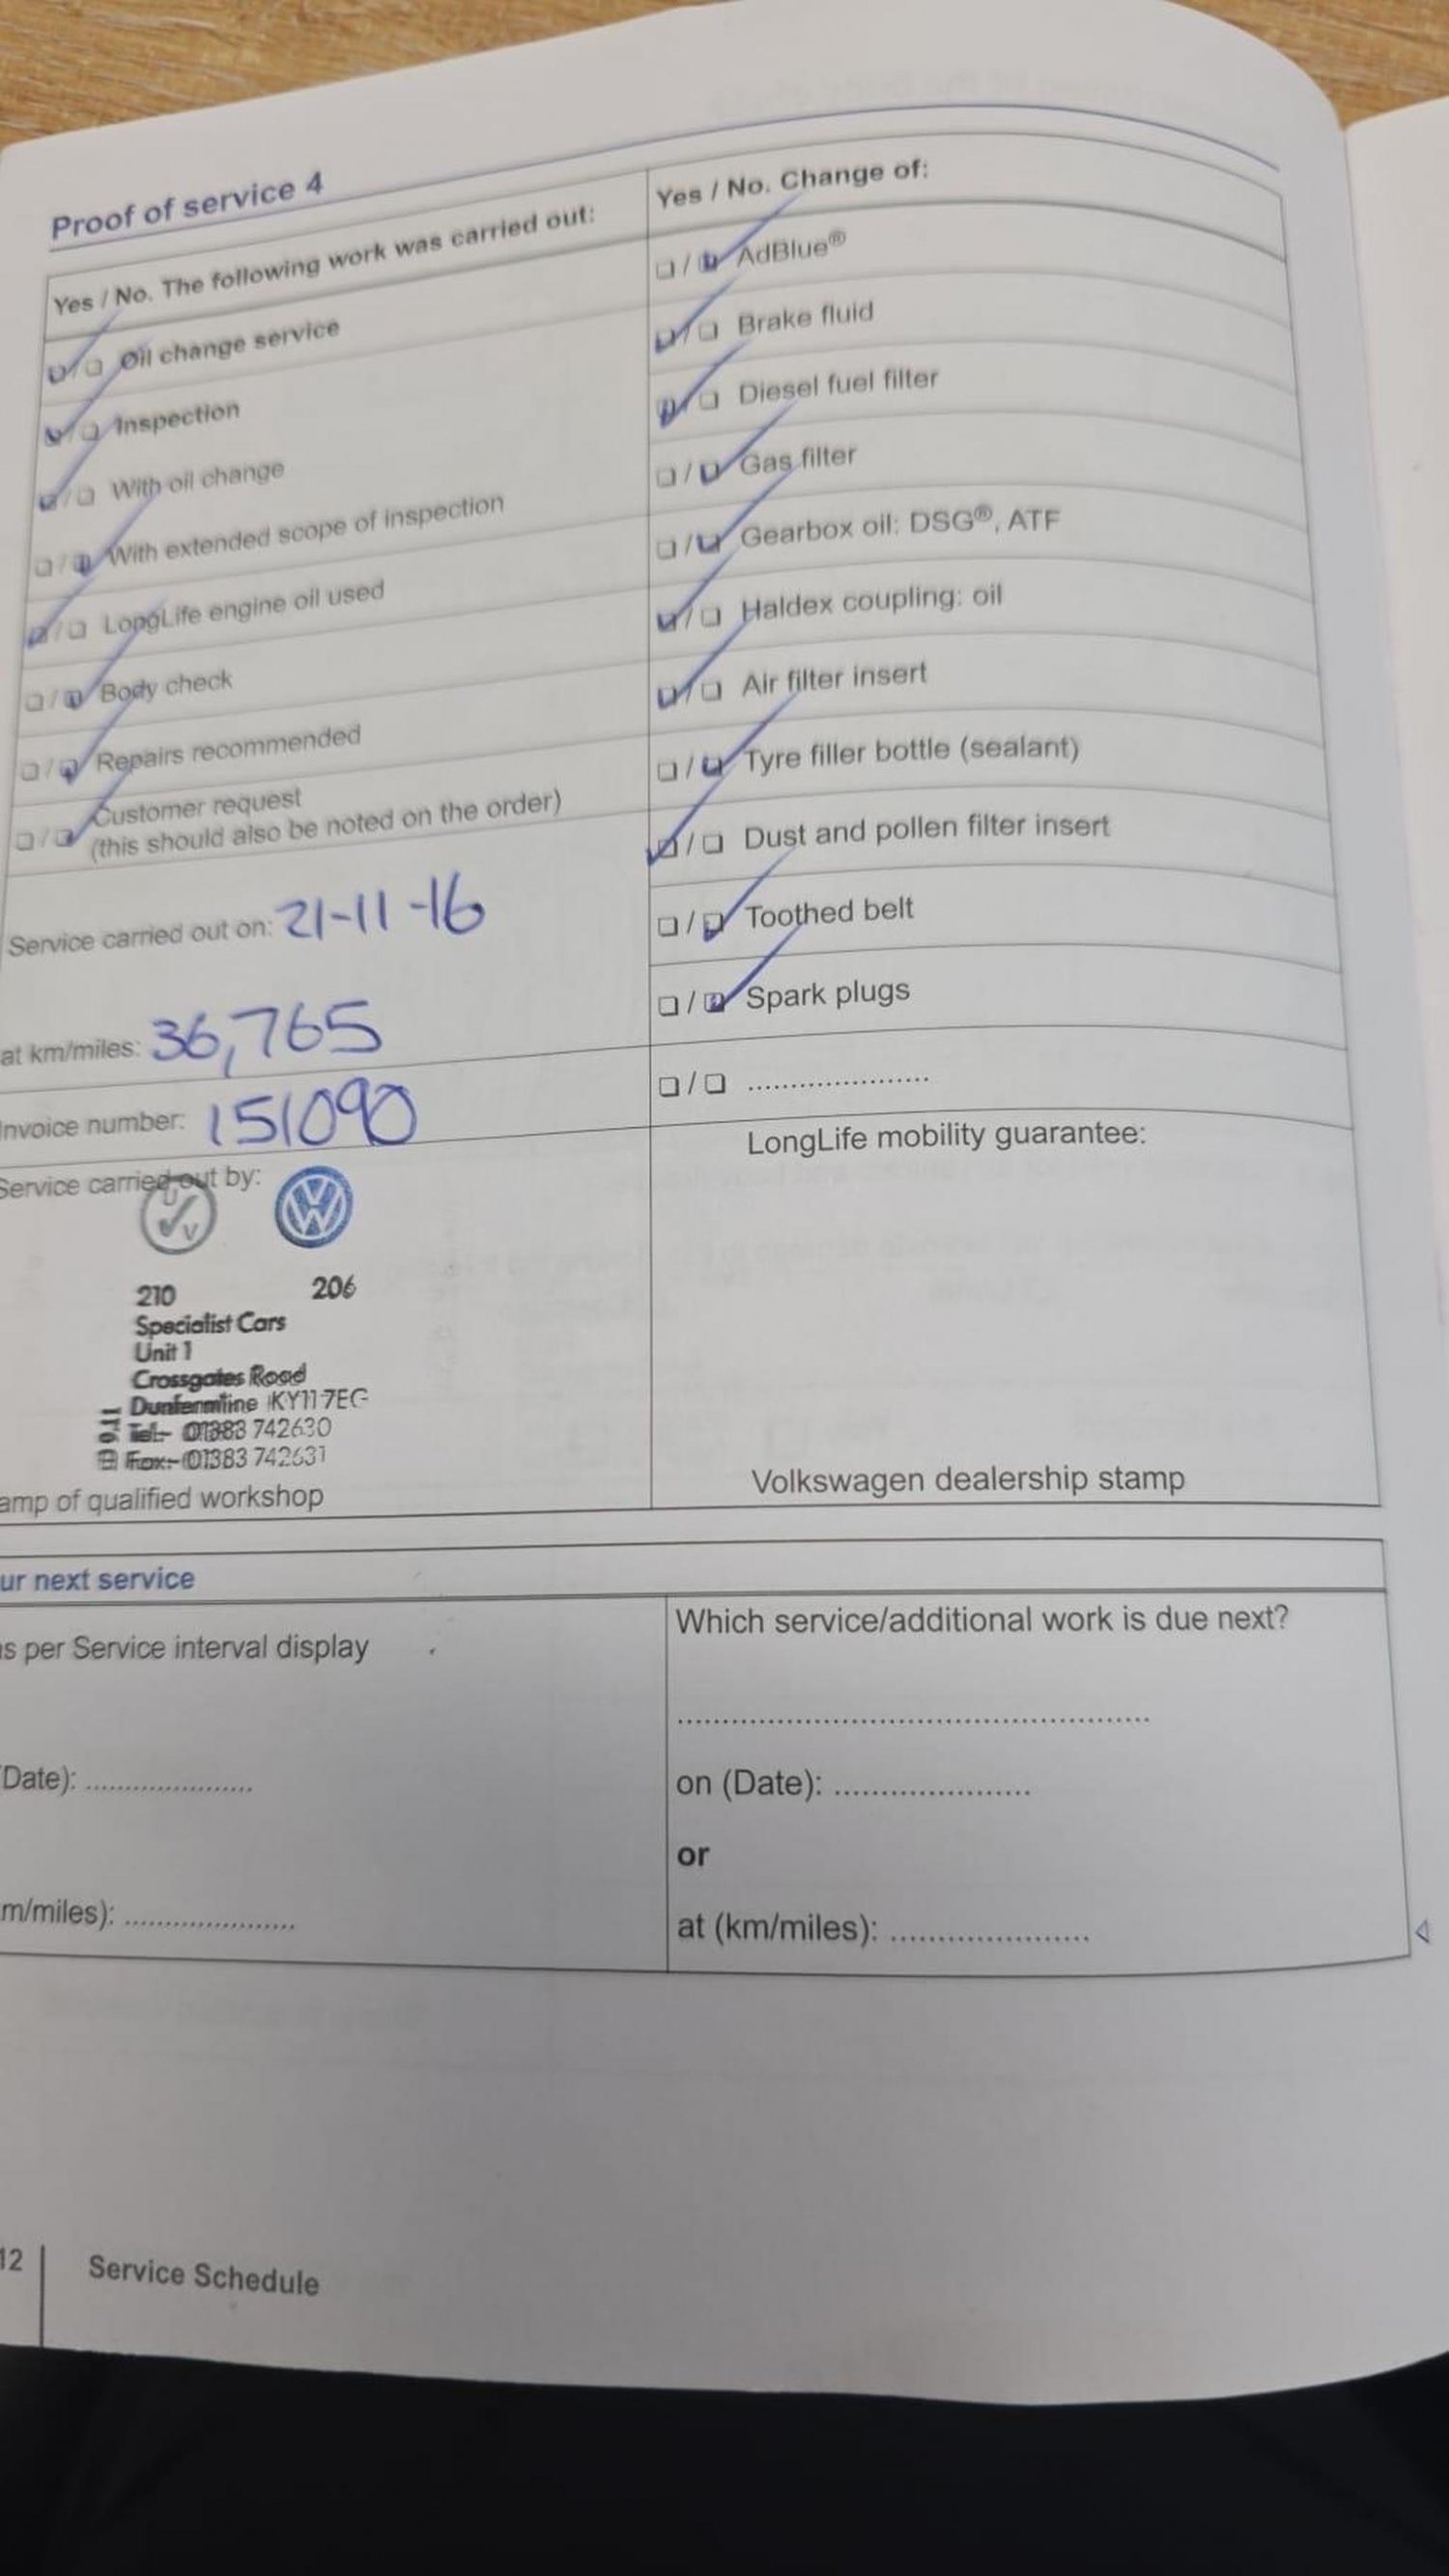 Proof of service 4
Yes / No. The following work was carried out:
❏/❏ Oil change service
❏/❏ Inspection
❏/❏ With oil change
❏/❏ With extended scope of inspection
❏/❏ LongLife engine oil used
❏/❏ Body check
❏/❏ Repairs recommended
❏/❏ Customer request
(this should also be noted on the order)
Service carried out on: 21-11-16
at km/miles: 36,765
Invoice number: 151090
Service carried out by:
U
V
VW
210 206
Specialist Cars
Unit 1
Crossgates Road
Dunfermline KY11 7EG
Tel:- 01383 742630
Fax:- 01383 742631
amp of qualified workshop
Yes / No. Change of:
❏/❏ AdBlue®
❏/❏ Brake fluid
❏/❏ Diesel fuel filter
❏/❏ Gas filter
❏/❏ Gearbox oil: DSG®, ATF
❏/❏ Haldex coupling: oil
❏/❏ Air filter insert
❏/❏ Tyre filler bottle (sealant)
❏/❏ Dust and pollen filter insert
❏/❏ Toothed belt
❏/❏ Spark plugs
❏/❏ .....................
LongLife mobility guarantee:
Volkswagen dealership stamp
ur next service
as per Service interval display
(Date): .....................
m/miles): .....................
Which service/additional work is due next?
..........................................................
on (Date): .....................
or
at (km/miles): .....................
12 Service Schedule